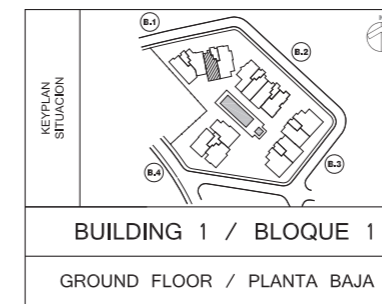 B.1
B.2
KEYPLAN
SITUACION
B.4
B.3
BUILDING 1 / BLOQUE 1
GROUND FLOOR / PLANTA BAJA